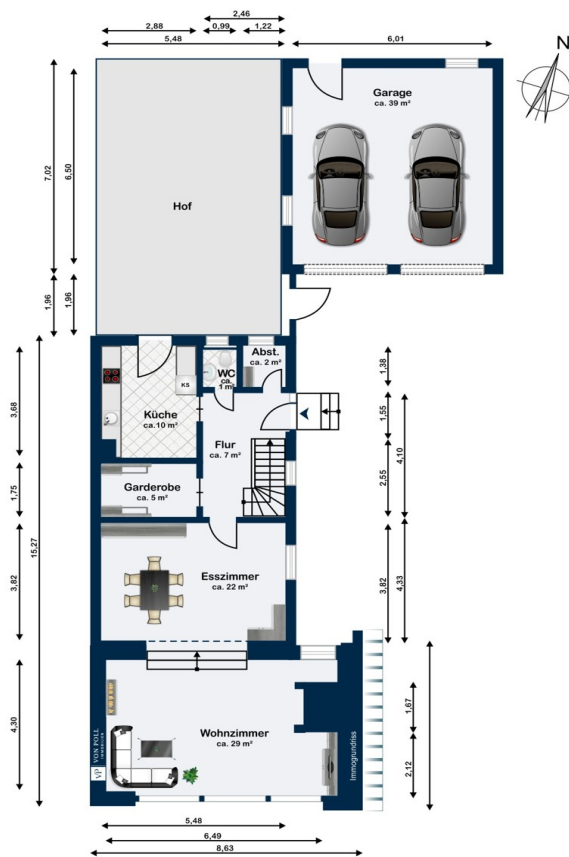 2,46
2,88
0,99
1,22
6,01
5,48
N
Garage
ca. 39 m²
7,02
6,50
Hof
1,96
1,96
Abst.
ca. 2 m²
WC
ca.
1 m²
KS
1,38
3,68
Küche
ca.10 m²
1,55
4,10
Flur
ca. 7 m²
2,55
Garderobe
ca. 5 m²
1,75
15,27
3,82
Esszimmer
ca. 22 m²
3,82
4,33
4,30
Wohnzimmer
ca. 29 m²
1,67
2,12
VP VON POLL
IMMOBILIEN
Immogrundriss
5,48
6,49
8,63